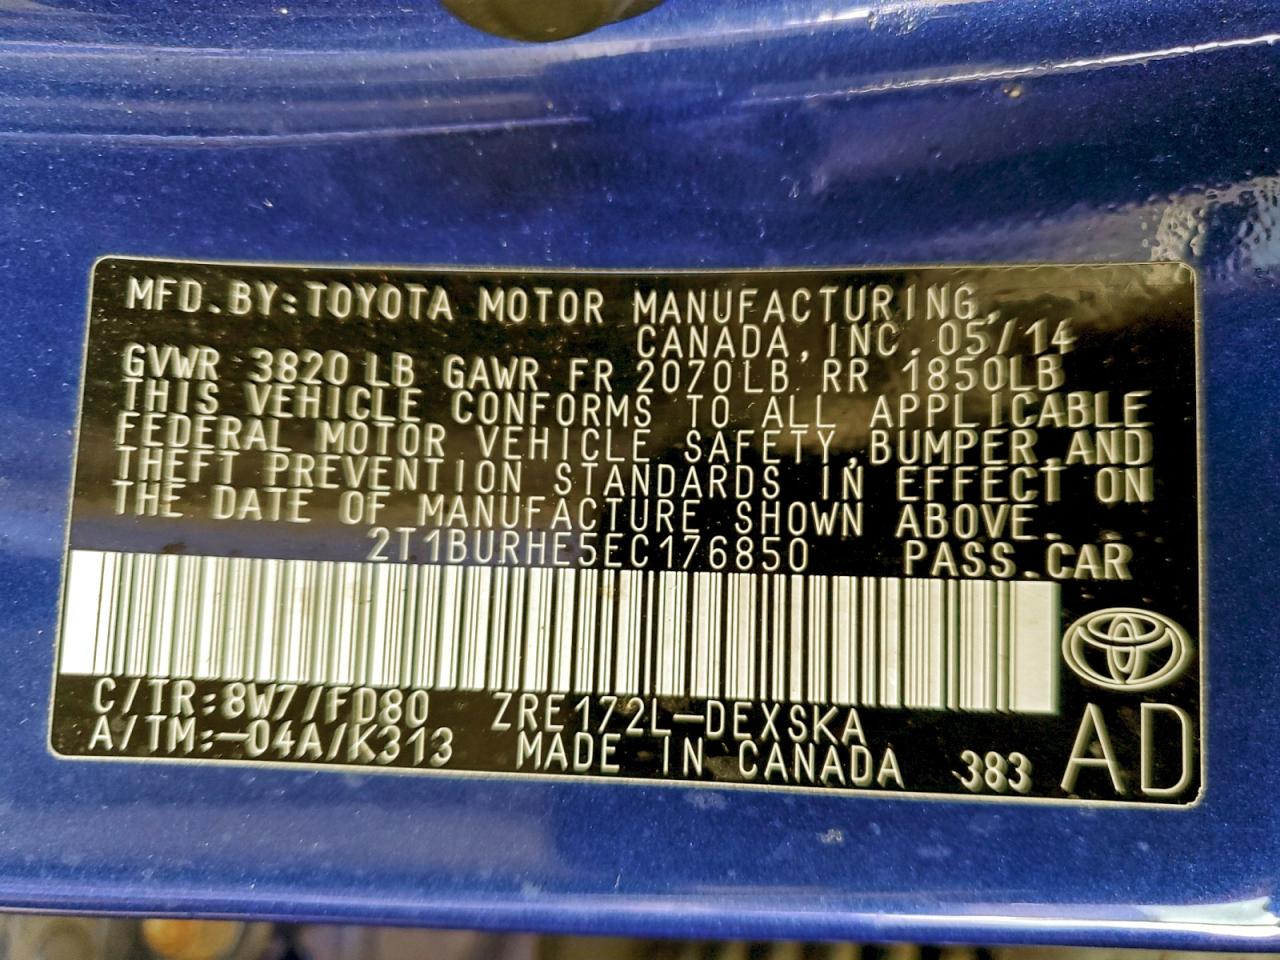 MFD.BY:TOYOTA MOTOR MANUFACTURING,
CANADA, INC. 05/14
GVWR 3820 LB GAWR FR 2070LB RR 1850LB
THIS VEHICLE CONFORMS TO ALL APPLICABLE
FEDERAL MOTOR VEHICLE SAFETY,BUMPER,AND
THEFT PREVENTION STANDARDS IN EFFECT ON
THE DATE OF MANUFACTURE SHOWN ABOVE.
2T1BURHE5EC176850 PASS.CAR
C/TR:8W7/FD80 ZRE172L-DEXSKA
A/TM:-04A/K313 MADE IN CANADA 383 AD